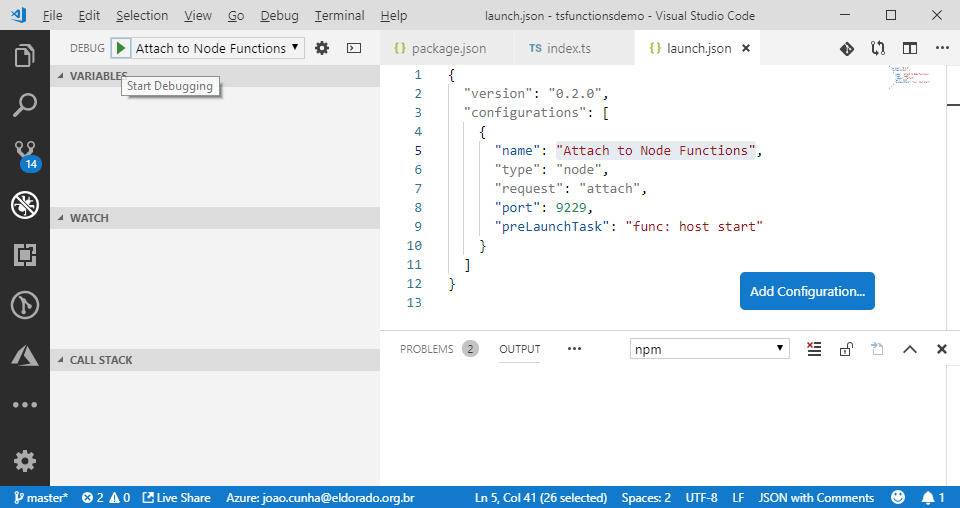 File Edit Selection View Go Debug Terminal Help launch.json - tsfunctionsdemo - Visual Studio Code
DEBUG Attach to Node Functions
package.json TS index.ts {} launch.json
VARIABLES
Start Debugging
14
WATCH
CALL STACK
1 {
2 "version": "0.2.0",
3 "configurations": [
4 {
5 "name": "Attach to Node Functions",
6 "type": "node",
7 "request": "attach",
8 "port": 9229,
9 "preLaunchTask": "func: host start"
10 }
11 ]
12 }
13
Add Configuration...
PROBLEMS 2 OUTPUT ••• npm
master* 2 0 Live Share Azure: joao.cunha@eldorado.org.br Ln 5, Col 41 (26 selected) Spaces: 2 UTF-8 LF JSON with Comments 1